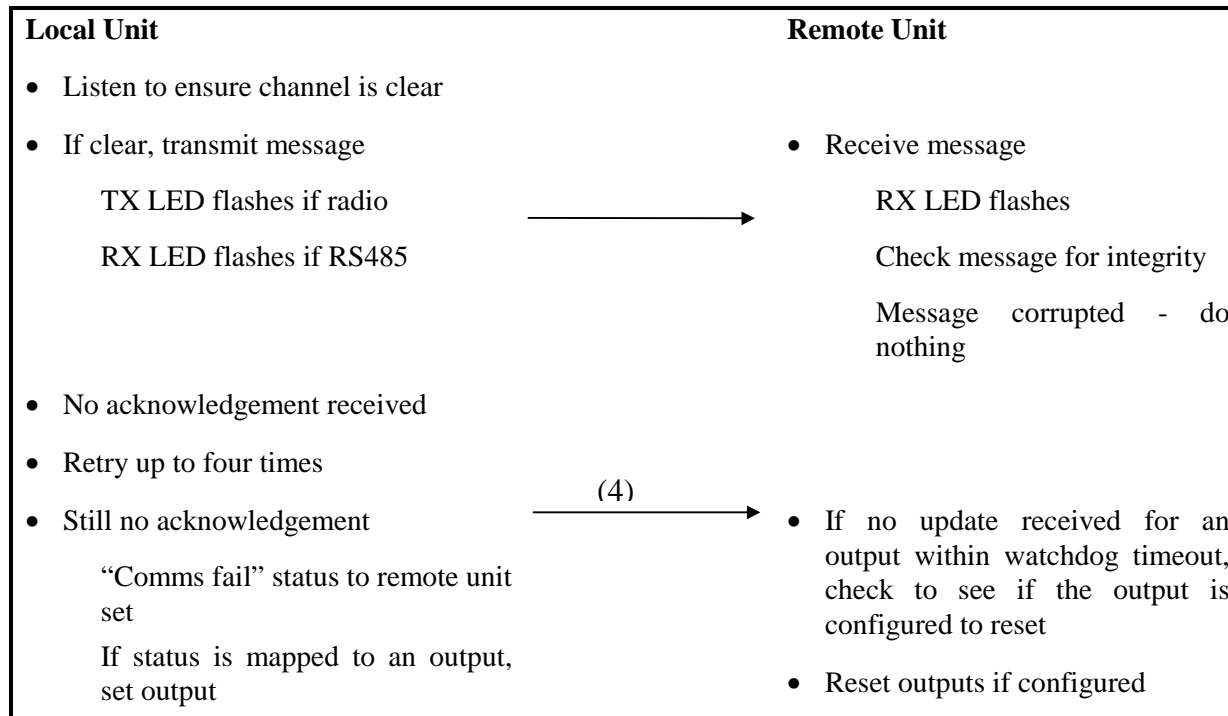 Local Unit
Remote Unit
• Listen to ensure channel is clear
• If clear, transmit message
TX LED flashes if radio
RX LED flashes if RS485
• Receive message
RX LED flashes
Check message for integrity
Message corrupted - do
nothing
• No acknowledgement received
• Retry up to four times
(4)
• Still no acknowledgement
“Comms fail” status to remote unit
set
If status is mapped to an output,
set output
• If no update received for an
output within watchdog timeout,
check to see if the output is
configured to reset
• Reset outputs if configured